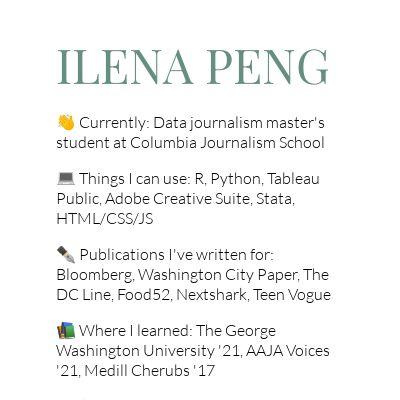 ILENA PENG
👋 Currently: Data journalism master's
student at Columbia Journalism School
💻 Things I can use: R, Python, Tableau
Public, Adobe Creative Suite, Stata,
HTML/CSS/JS
✒️ Publications I've written for:
Bloomberg, Washington City Paper, The
DC Line, Food52, Nextshark, Teen Vogue
📚 Where I learned: The George
Washington University '21, AAJA Voices
'21, Medill Cherubs '17